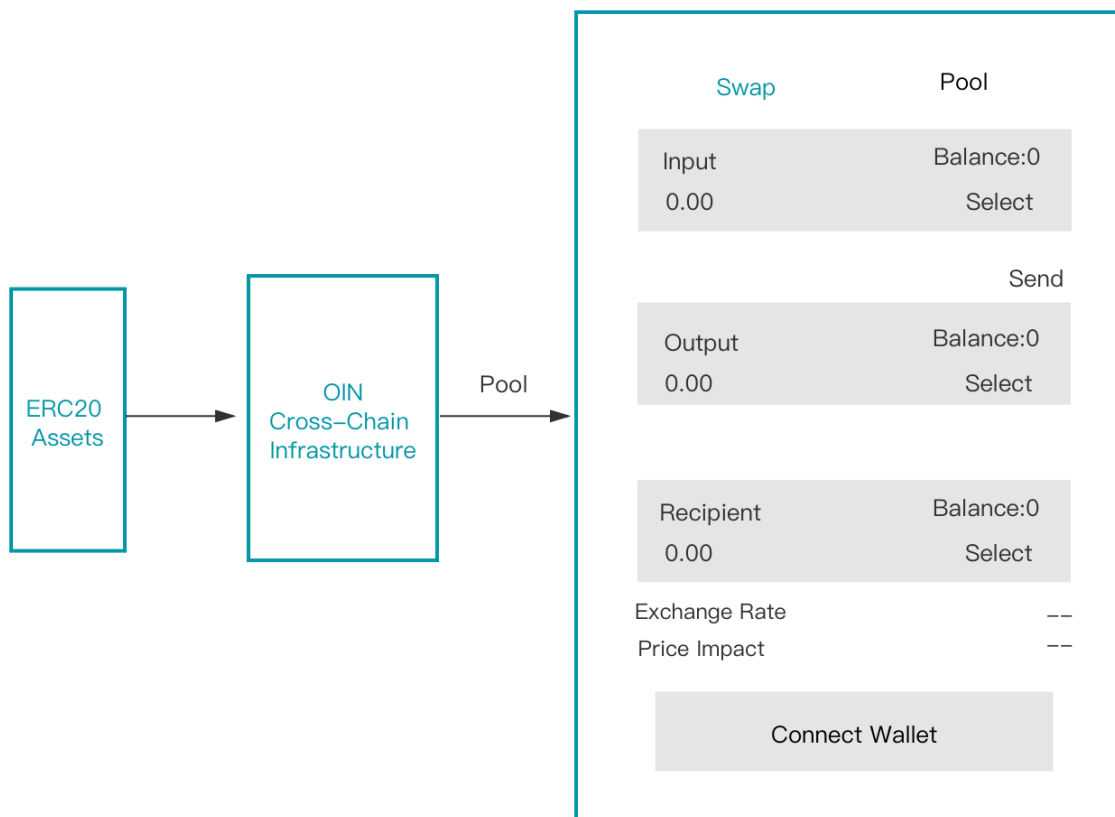 ERC20
Assets
OIN
Cross-Chain
Infrastructure
Pool
Swap Pool
Input Balance:0
0.00 Select
Send
Output Balance:0
0.00 Select
Recipient Balance:0
0.00 Select
Exchange Rate --
Price Impact --
Connect Wallet